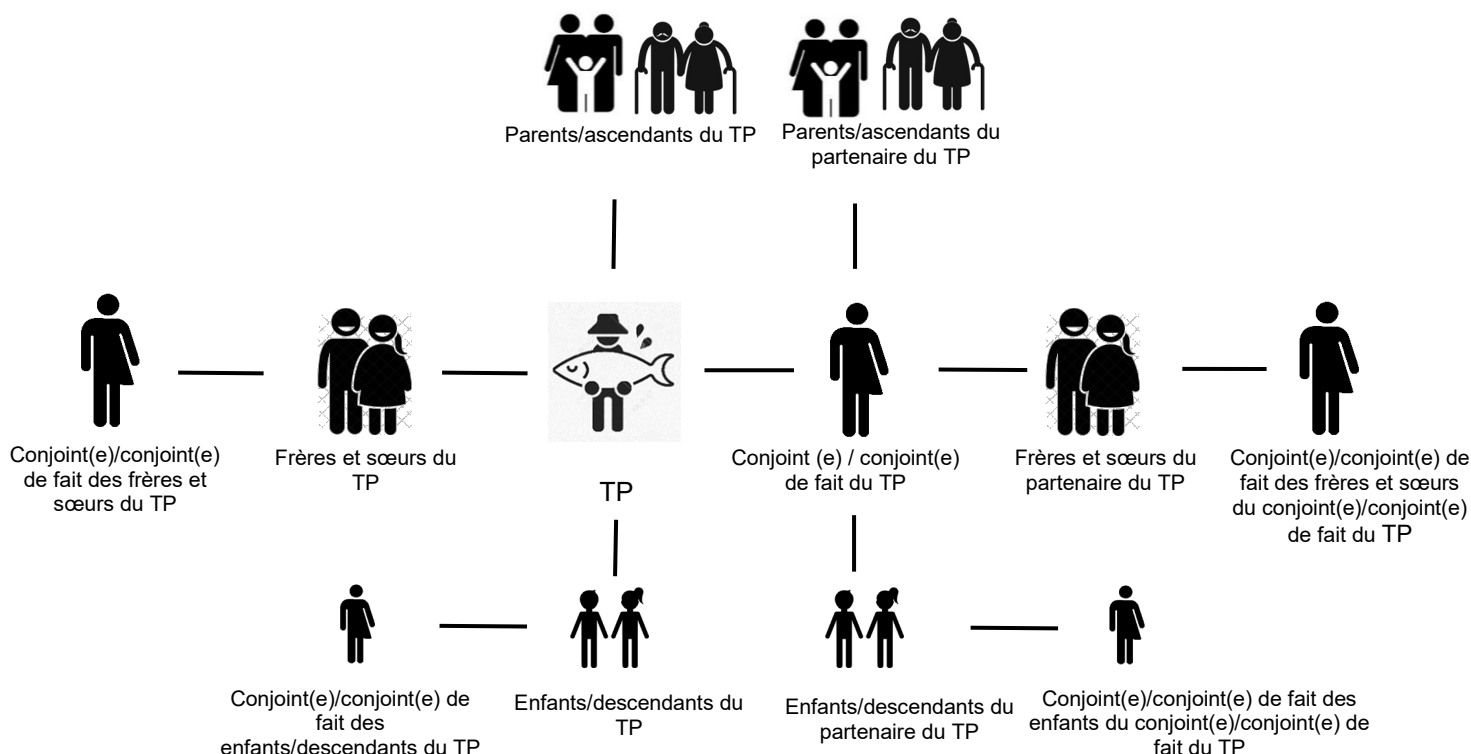 Parents/ascendants du TP
Parents/ascendants du
partenaire du TP
Conjoint(e)/conjoint(e)
de fait des frères et
sœurs du TP
Frères et sœurs du
TP
TP
Conjoint (e) / conjoint(e)
de fait du TP
Frères et sœurs du
partenaire du TP
Conjoint(e)/conjoint(e) de
fait des frères et sœurs
du conjoint(e)/conjoint(e)
de fait du TP
Conjoint(e)/conjoint(e) de
fait des
enfants/descendants du TP
Enfants/descendants du
TP
Enfants/descendants du
partenaire du TP
Conjoint(e)/conjoint(e) de fait des
enfants du conjoint(e)/conjoint(e) de
fait du TP